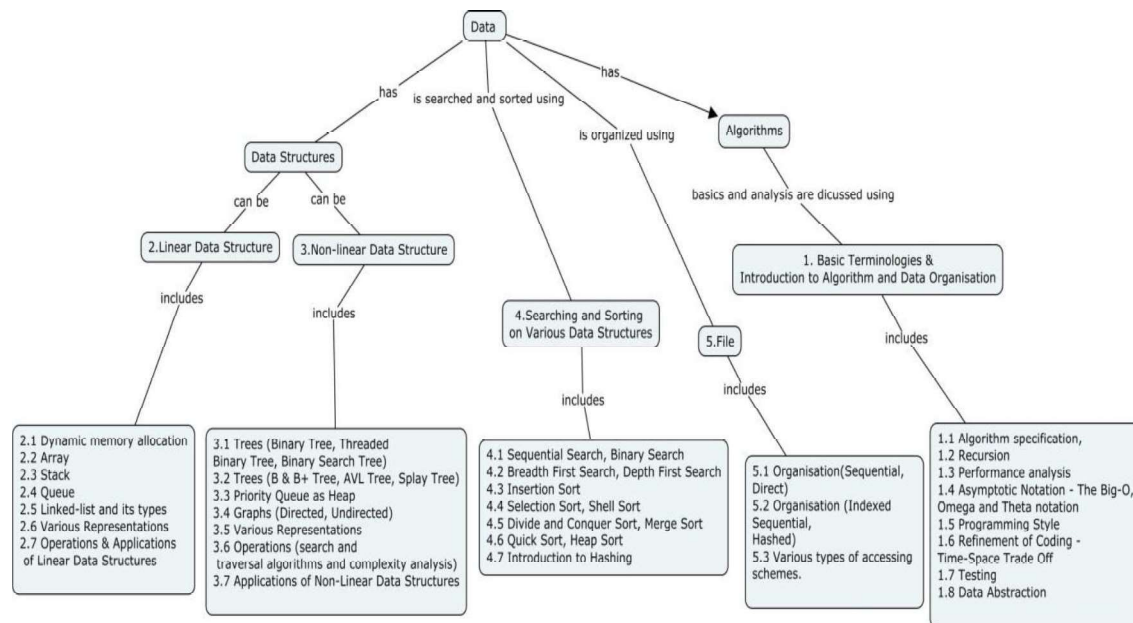 Data
has
is searched and sorted using
is organized using
has
Algorithms
Data Structures
can be
can be
basics and analysis are dicussed using
2.Linear Data Structure
3.Non-linear Data Structure
1. Basic Terminologies &
Introduction to Algorithm and Data Organisation
includes
includes
4.Searching and Sorting
on Various Data Structures
5.File
includes
includes
includes
2.1 Dynamic memory allocation
2.2 Array
2.3 Stack
2.4 Queue
2.5 Linked-list and its types
2.6 Various Representations
2.7 Operations & Applications
of Linear Data Structures
3.1 Trees (Binary Tree, Threaded
Binary Tree, Binary Search Tree)
3.2 Trees (B & B+ Tree, AVL Tree, Splay Tree)
3.3 Priority Queue as Heap
3.4 Graphs (Directed, Undirected)
3.5 Various Representations
3.6 Operations (search and
traversal algorithms and complexity analysis)
3.7 Applications of Non-Linear Data Structures
4.1 Sequential Search, Binary Search
4.2 Breadth First Search, Depth First Search
4.3 Insertion Sort
4.4 Selection Sort, Shell Sort
4.5 Divide and Conquer Sort, Merge Sort
4.6 Quick Sort, Heap Sort
4.7 Introduction to Hashing
5.1 Organisation(Sequential,
Direct)
5.2 Organisation (Indexed
Sequential,
Hashed)
5.3 Various types of accessing
schemes.
1.1 Algorithm specification,
1.2 Recursion
1.3 Performance analysis
1.4 Asymptotic Notation - The Big-O,
Omega and Theta notation
1.5 Programming Style
1.6 Refinement of Coding -
Time-Space Trade Off
1.7 Testing
1.8 Data Abstraction